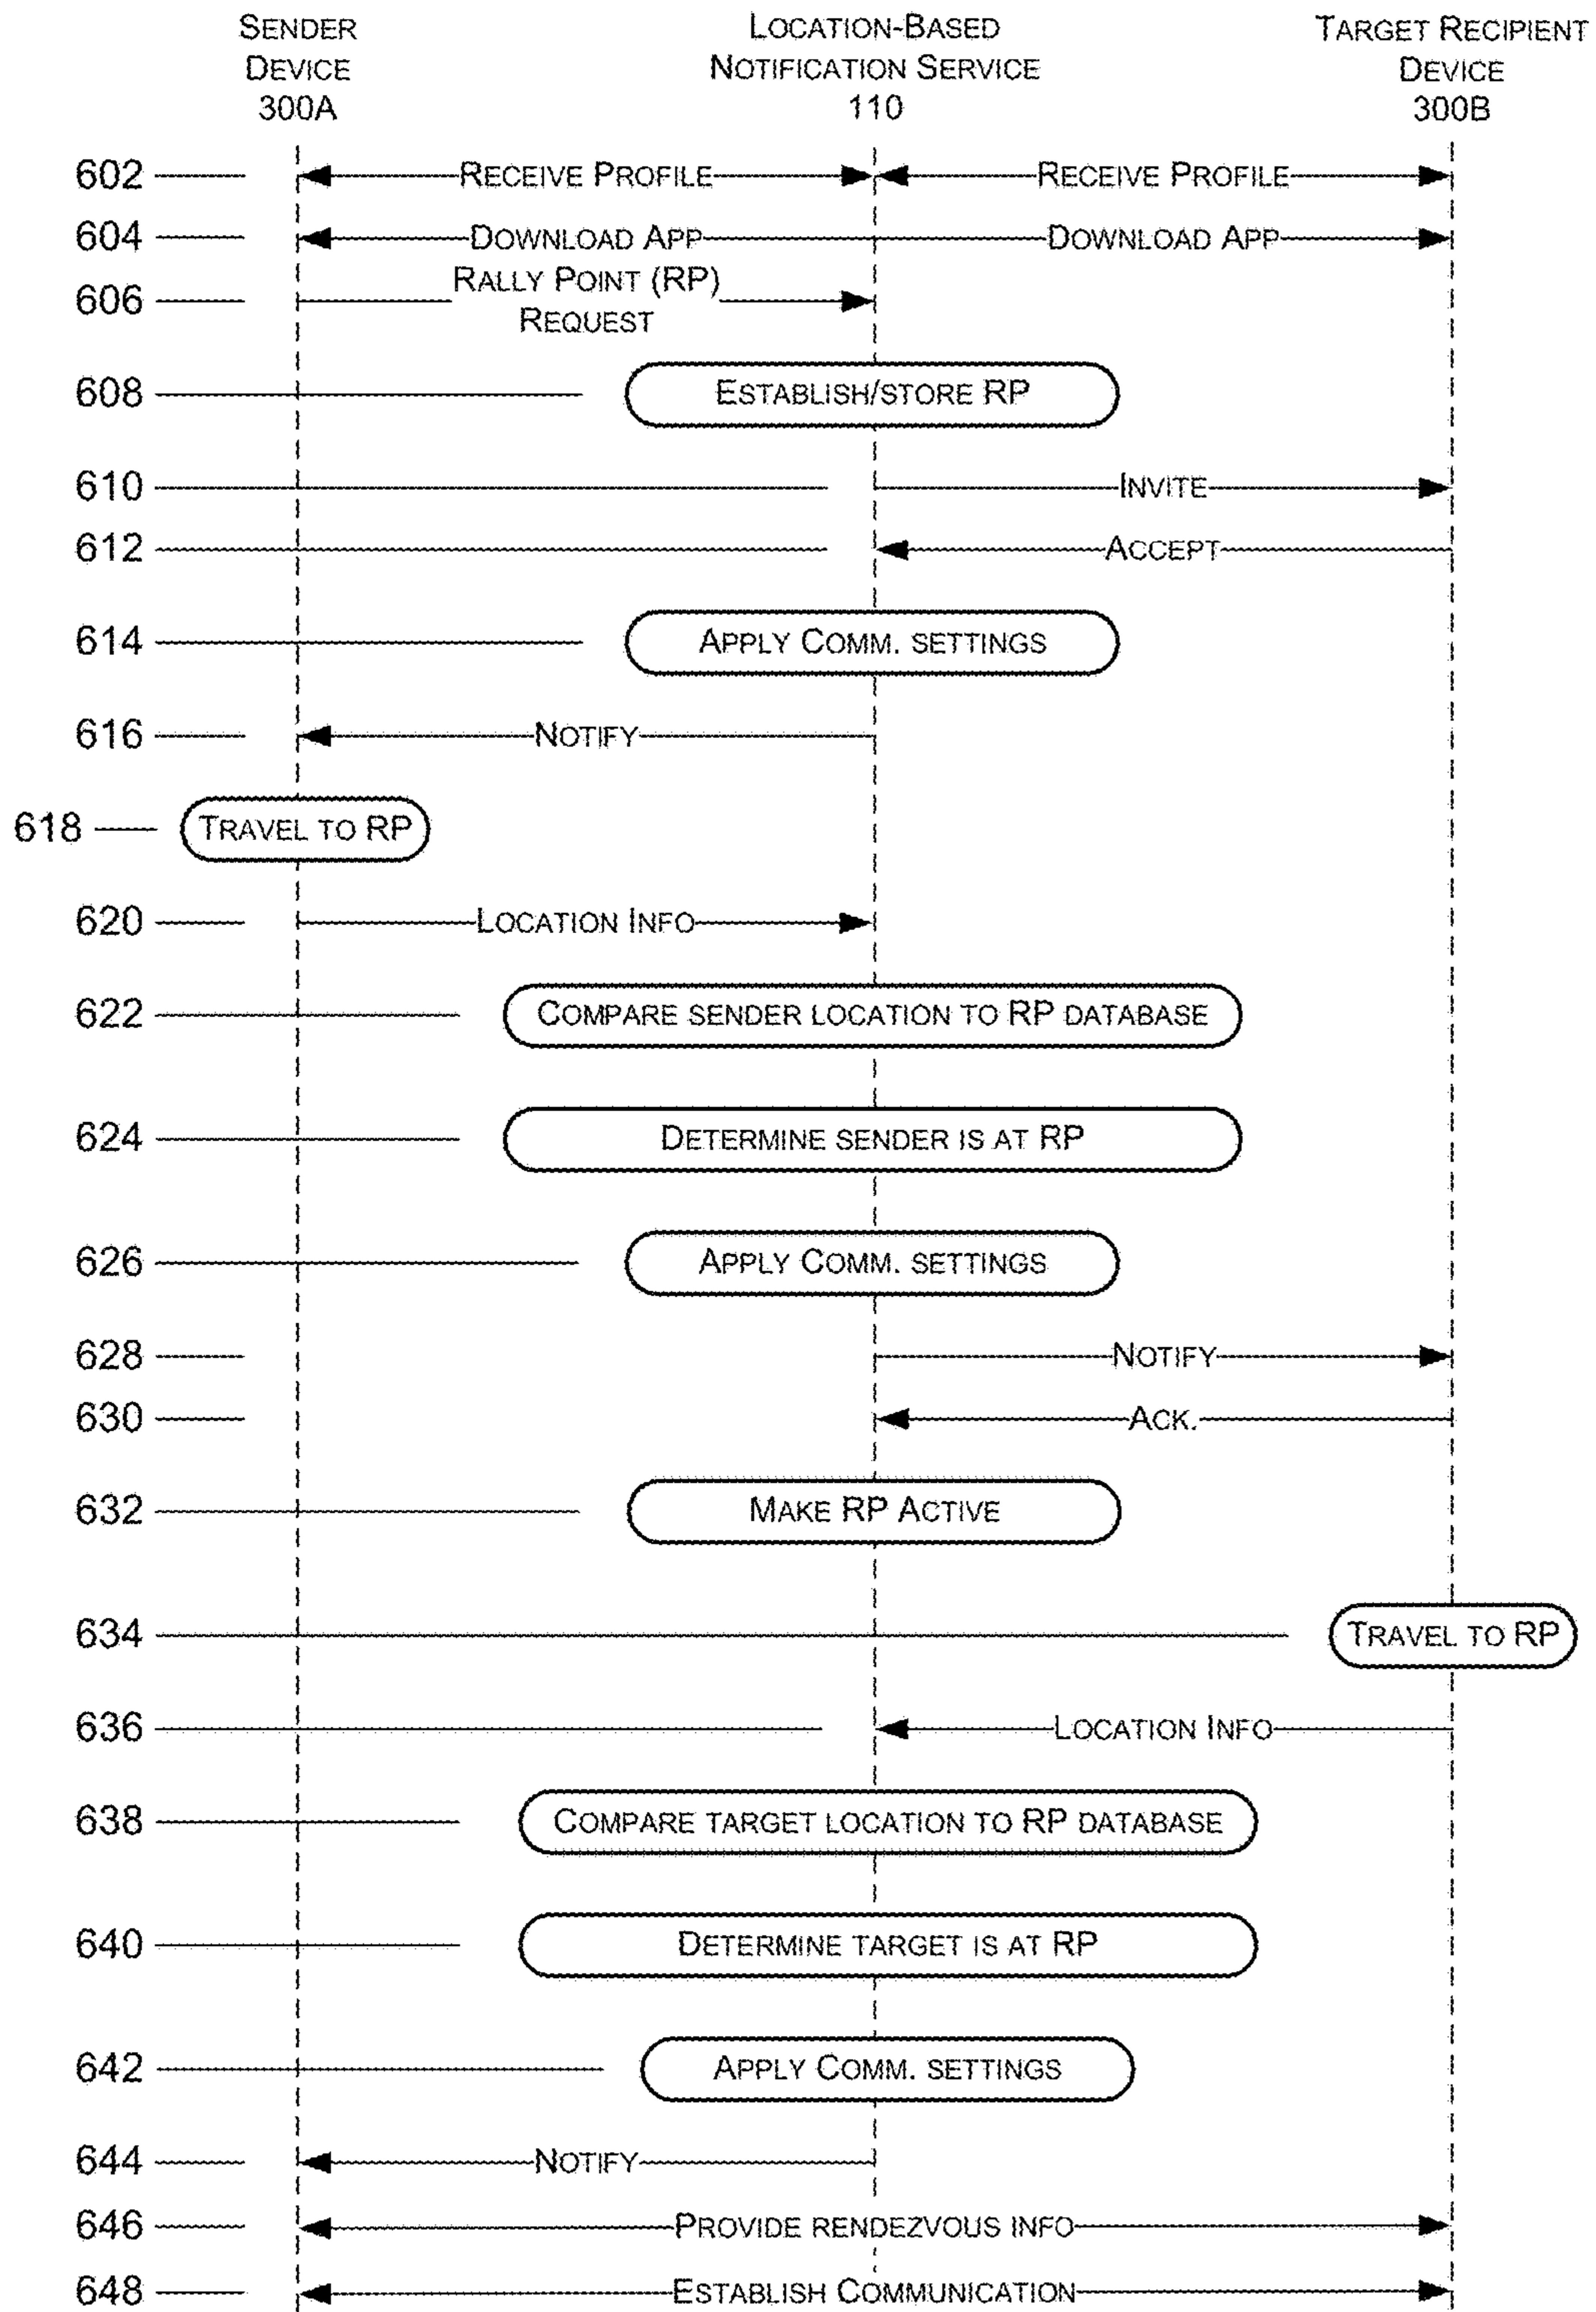 SENDER DEVICE 300A
LOCATION-BASED NOTIFICATION SERVICE 110
TARGET RECIPIENT DEVICE 300B
602 RECEIVE PROFILE RECEIVE PROFILE
604 DOWNLOAD APP DOWNLOAD APP
606 RALLY POINT (RP) REQUEST
608 ESTABLISH/STORE RP
610 INVITE
612 ACCEPT
614 APPLY COMM. SETTINGS
616 NOTIFY
618 TRAVEL TO RP
620 LOCATION INFO
622 COMPARE SENDER LOCATION TO RP DATABASE
624 DETERMINE SENDER IS AT RP
626 APPLY COMM. SETTINGS
628 NOTIFY
630 ACK.
632 MAKE RP ACTIVE
634 TRAVEL TO RP
636 LOCATION INFO
638 COMPARE TARGET LOCATION TO RP DATABASE
640 DETERMINE TARGET IS AT RP
642 APPLY COMM. SETTINGS
644 NOTIFY
646 PROVIDE RENDEZVOUS INFO
648 ESTABLISH COMMUNICATION